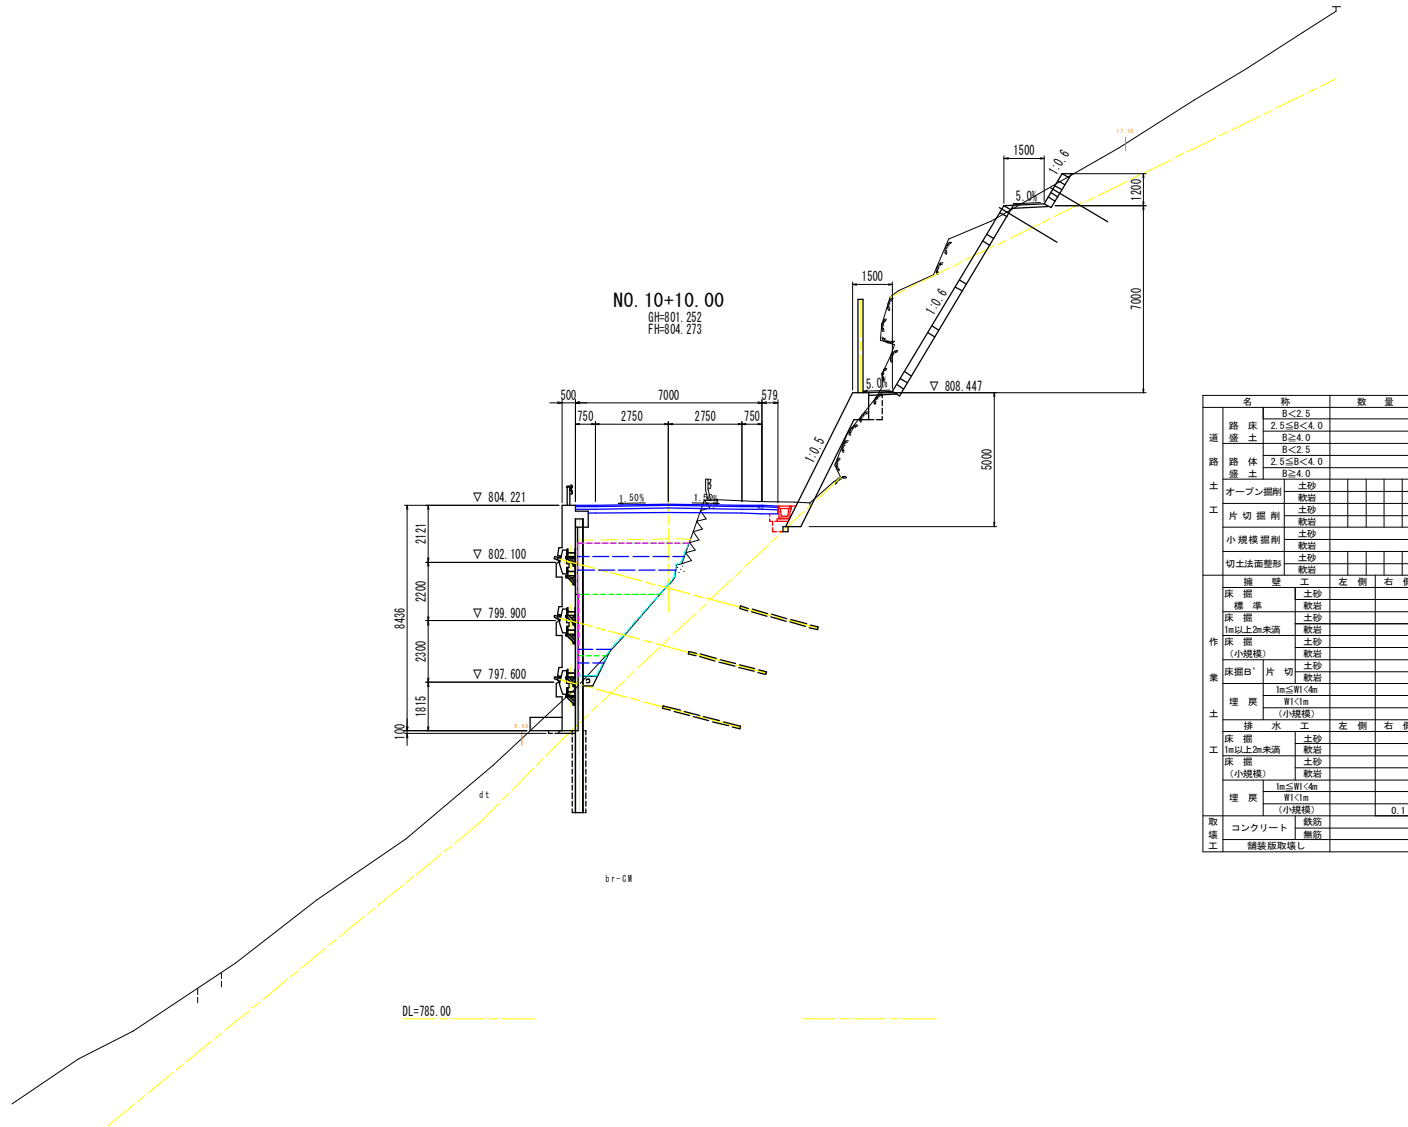 17.10
1500
1:0.6
5.0%
1200
7000
1500
1:0.6
5.0%
▽ 808.447
NO. 10+10.00
GH=801.252
FH=804.273
500 7000 579
750 2750 2750 750
1:0.5
5000
▽ 804.221
1.50%
2121
▽ 802.100
2200
8436
▽ 799.900
2300
▽ 797.600
1815
100
dt
br-CM
DL=785.00
名 称 数 量
道路土工
路床盛土 B<2.5
2.5≦B<4.0
B≧4.0
路体盛土 B<2.5
2.5≦B<4.0
B≧4.0
オープン掘削 土砂
軟岩
片切掘削 土砂
軟岩
小規模掘削 土砂
軟岩
切土法面整形 土砂
軟岩
作業土工
擁壁工 左側 右側
床掘 標準 土砂
軟岩
床掘 1m以上2m未満 土砂
軟岩
床掘 (小規模) 土砂
軟岩
床掘B' 片切 土砂
軟岩
埋戻 1m≦W1<4m
W1<1m
(小規模)
排水工 左側 右側
床掘 1m以上2m未満 土砂
軟岩
床掘 (小規模) 土砂
軟岩
埋戻 1m≦W1<4m
W1<1m
(小規模) 0.1
取壊工
コンクリート 鉄筋
無筋
舗装版取壊し